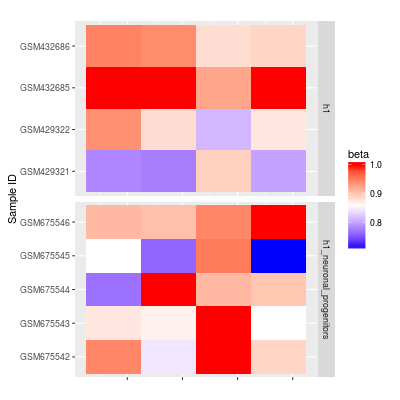 GSM432686
GSM432685
GSM429322
GSM429321
h1
GSM675546
GSM675545
GSM675544
GSM675543
GSM675542
h1_neuronal_progenitors
Sample ID
beta
1.0
0.9
0.8